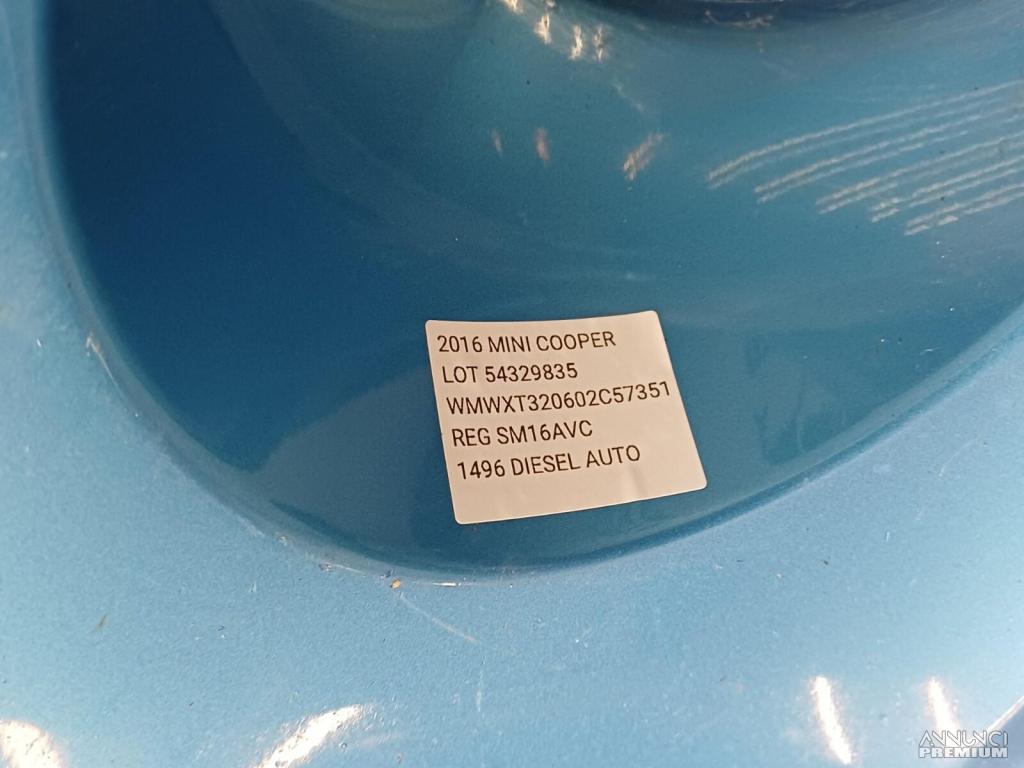 2016 MINI COOPER
LOT 54329835
WMWXT320602C57351
REG SM16AVC
1496 DIESEL AUTO
ANNUNCI
PREMIUM